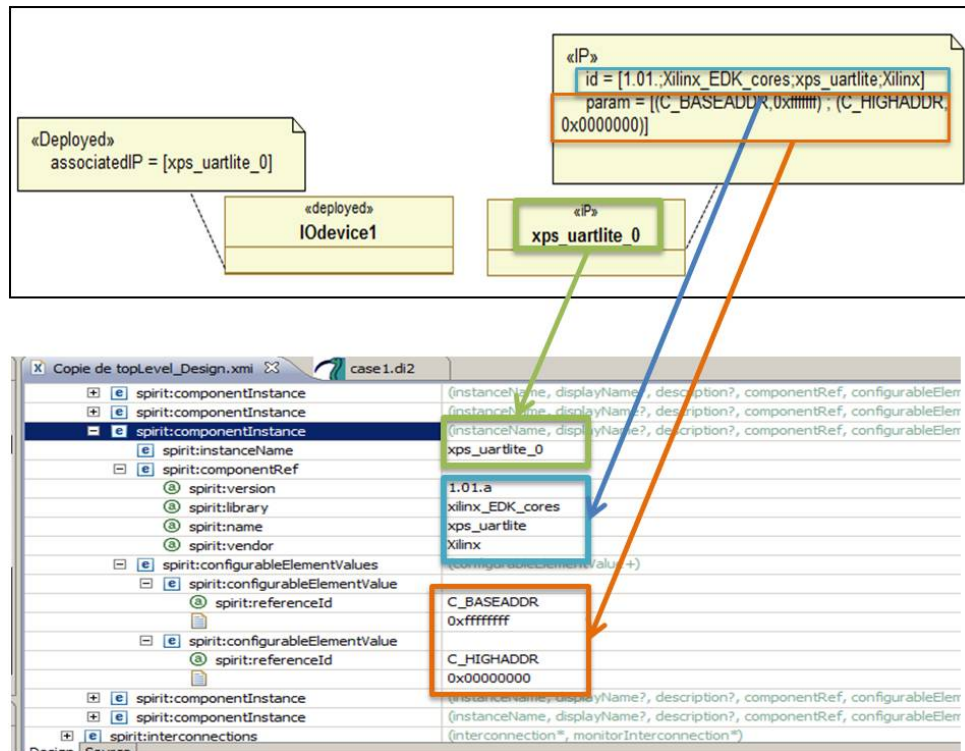 «IP»
id = [1.01.;Xilinx_EDK_cores;xps_uartlite;Xilinx]
param = [(C_BASEADDR,0xfffffff) ; (C_HIGHADDR,
0x0000000)]
«Deployed»
associatedIP = [xps_uartlite_0]
«deployed»
IOdevice1
«iP»
xps_uartlite_0
Copie de topLevel_Design.xmi case1.di2
spirit:componentInstance (instanceName, displayName?, description?, componentRef, configurableElem
spirit:componentInstance (instanceName, displayName?, description?, componentRef, configurableElem
spirit:componentInstance (instanceName, displayName?, description?, componentRef, configurableElem
spirit:instanceName xps_uartlite_0
spirit:componentRef
spirit:version 1.01.a
spirit:library xilinx_EDK_cores
spirit:name xps_uartlite
spirit:vendor Xilinx
spirit:configurableElementValues (configurableElementValue+)
spirit:configurableElementValue
spirit:referenceId C_BASEADDR
0xffffffff
spirit:configurableElementValue
spirit:referenceId C_HIGHADDR
0x00000000
spirit:componentInstance (instanceName, displayName?, description?, componentRef, configurableElem
spirit:componentInstance (instanceName, displayName?, description?, componentRef, configurableElem
spirit:interconnections (interconnection*, monitorInterconnection*)
Design Source